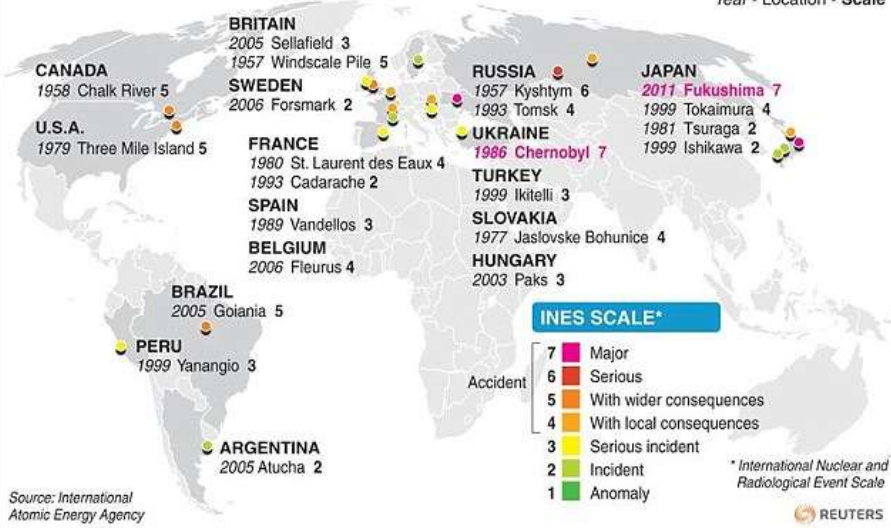 Year - Location - Scale
BRITAIN
2005 Sellafield 3
1957 Windscale Pile 5
CANADA
1958 Chalk River 5
U.S.A.
1979 Three Mile Island 5
SWEDEN
2006 Forsmark 2
FRANCE
1980 St. Laurent des Eaux 4
1993 Cadarache 2
SPAIN
1989 Vandellos 3
BELGIUM
2006 Fleurus 4
RUSSIA
1957 Kyshtym 6
1993 Tomsk 4
UKRAINE
1986 Chernobyl 7
TURKEY
1999 Ikitelli 3
SLOVAKIA
1977 Jaslovske Bohunice 4
HUNGARY
2003 Paks 3
JAPAN
2011 Fukushima 7
1999 Tokaimura 4
1981 Tsuraga 2
1999 Ishikawa 2
BRAZIL
2005 Goiania 5
PERU
1999 Yanangio 3
ARGENTINA
2005 Atucha 2
INES SCALE*
Accident
7 Major
6 Serious
5 With wider consequences
4 With local consequences
3 Serious incident
2 Incident
1 Anomaly
* International Nuclear and
Radiological Event Scale
Source: International
Atomic Energy Agency
REUTERS